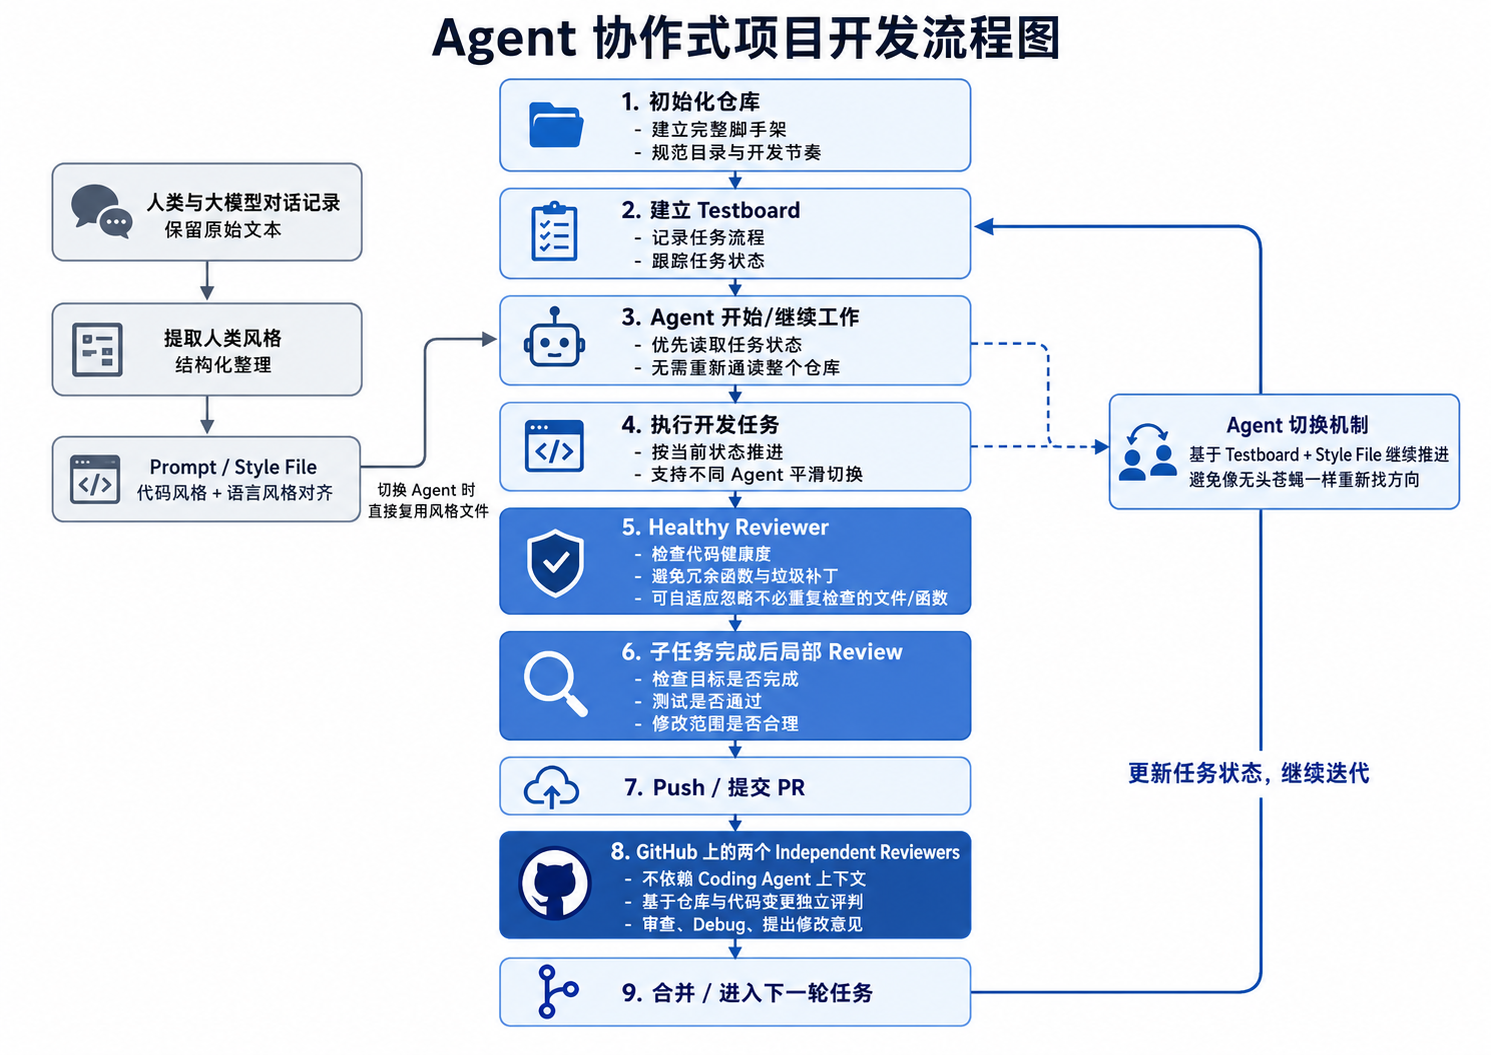 Agent 协作式项目开发流程图
人类与大模型对话记录
保留原始文本
提取人类风格
结构化整理
Prompt / Style File
代码风格 + 语言风格对齐
切换 Agent 时
直接复用风格文件
1. 初始化仓库
- 建立完整脚手架
- 规范目录与开发节奏
2. 建立 Testboard
- 记录任务流程
- 跟踪任务状态
3. Agent 开始/继续工作
- 优先读取任务状态
- 无需重新通读整个仓库
4. 执行开发任务
- 按当前状态推进
- 支持不同 Agent 平滑切换
5. Healthy Reviewer
- 检查代码健康度
- 避免冗余函数与垃圾补丁
- 可自适应忽略不必重复检查的文件/函数
6. 子任务完成后局部 Review
- 检查目标是否完成
- 测试是否通过
- 修改范围是否合理
7. Push / 提交 PR
8. GitHub 上的两个 Independent Reviewers
- 不依赖 Coding Agent 上下文
- 基于仓库与代码变更独立评判
- 审查、Debug、提出修改意见
9. 合并 / 进入下一轮任务
Agent 切换机制
基于 Testboard + Style File 继续推进
避免像无头苍蝇一样重新找方向
更新任务状态, 继续迭代